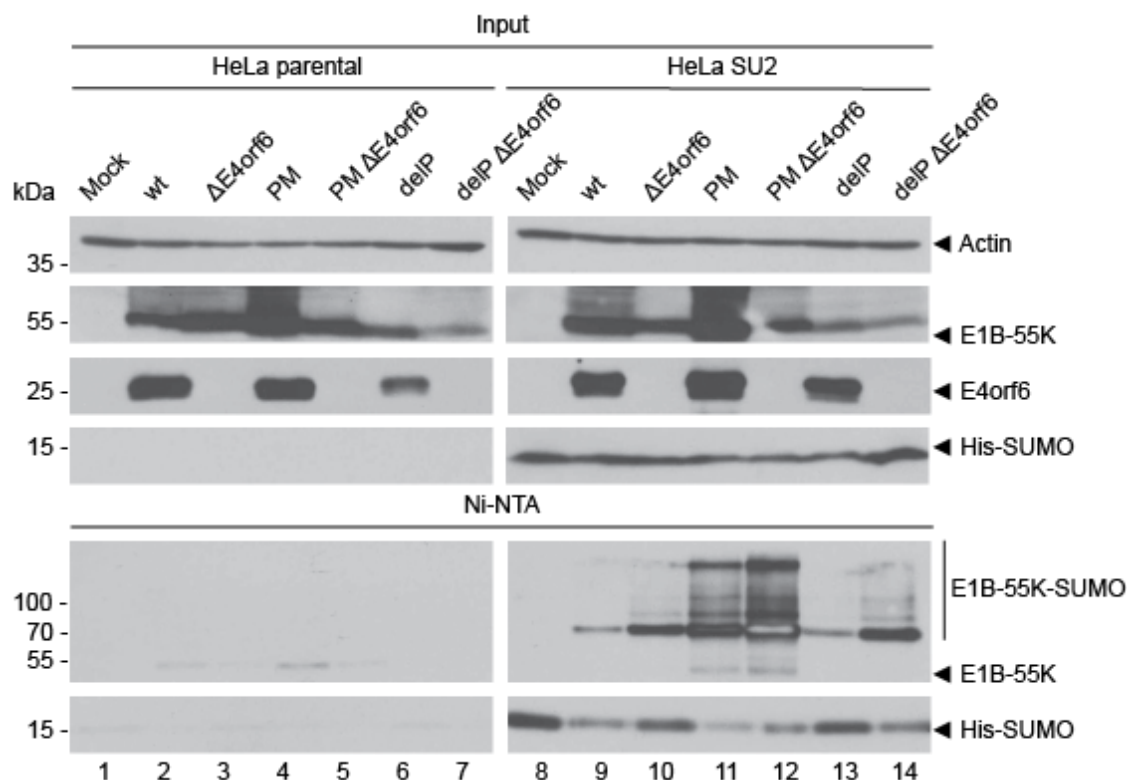 Input
HeLa parental HeLa SU2
Mock wt ΔE4orf6 PM PM ΔE4orf6 delP delP ΔE4orf6 Mock wt ΔE4orf6 PM PM ΔE4orf6 delP delP ΔE4orf6
kDa
35 - ◄ Actin
55 - ◄ E1B-55K
25 - ◄ E4orf6
15 - ◄ His-SUMO
Ni-NTA
100 - E1B-55K-SUMO
70 -
55 - ◄ E1B-55K
15 - ◄ His-SUMO
1 2 3 4 5 6 7 8 9 10 11 12 13 14